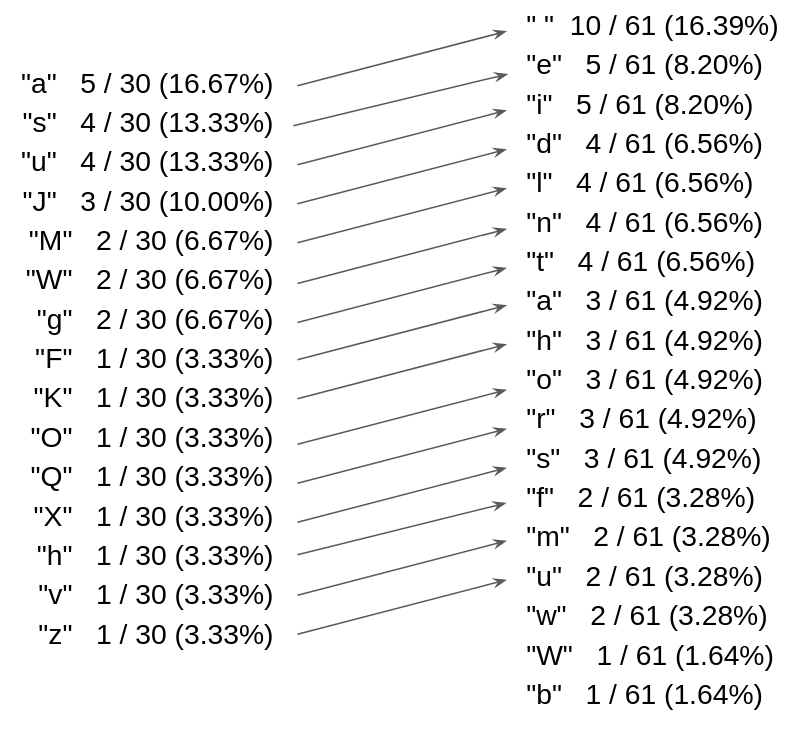 "a" 5 / 30 (16.67%)
"s" 4 / 30 (13.33%)
"u" 4 / 30 (13.33%)
"J" 3 / 30 (10.00%)
"M" 2 / 30 (6.67%)
"W" 2 / 30 (6.67%)
"g" 2 / 30 (6.67%)
"F" 1 / 30 (3.33%)
"K" 1 / 30 (3.33%)
"O" 1 / 30 (3.33%)
"Q" 1 / 30 (3.33%)
"X" 1 / 30 (3.33%)
"h" 1 / 30 (3.33%)
"v" 1 / 30 (3.33%)
"z" 1 / 30 (3.33%)
" " 10 / 61 (16.39%)
"e" 5 / 61 (8.20%)
"i" 5 / 61 (8.20%)
"d" 4 / 61 (6.56%)
"l" 4 / 61 (6.56%)
"n" 4 / 61 (6.56%)
"t" 4 / 61 (6.56%)
"a" 3 / 61 (4.92%)
"h" 3 / 61 (4.92%)
"o" 3 / 61 (4.92%)
"r" 3 / 61 (4.92%)
"s" 3 / 61 (4.92%)
"f" 2 / 61 (3.28%)
"m" 2 / 61 (3.28%)
"u" 2 / 61 (3.28%)
"w" 2 / 61 (3.28%)
"W" 1 / 61 (1.64%)
"b" 1 / 61 (1.64%)